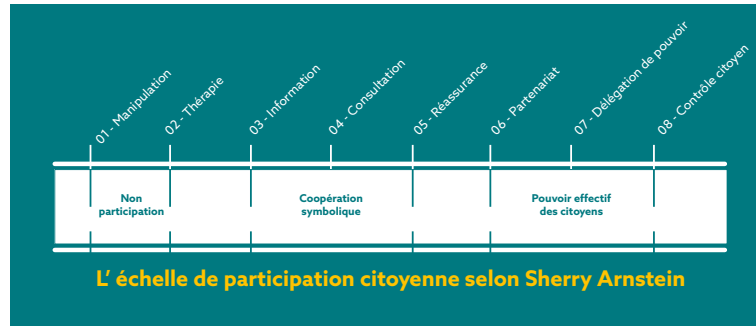 01 - Manipulation
02 - Thérapie
03 - Information
04 - Consultation
05 - Réassurance
06 - Partenariat
07 - Délégation de pouvoir
08 - Contrôle citoyen
Non
participation
Coopération
symbolique
Pouvoir effectif
des citoyens
L’ échelle de participation citoyenne selon Sherry Arnstein